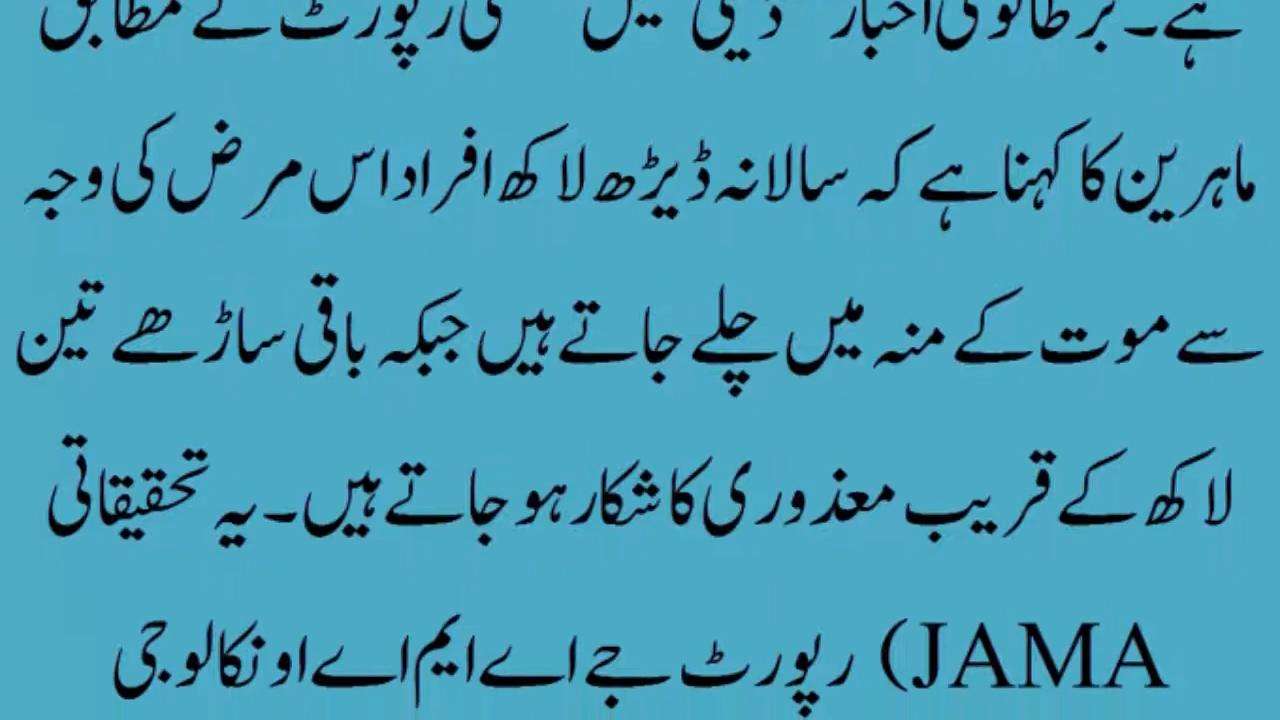 ہے۔ برطانوی اخبار ڈیلی میل کی رپورٹ کے مطابق
ماہرین کا کہنا ہے کہ سالانہ ڈیڑھ لاکھ افراد اس مرض کی وجہ
سے موت کے منہ میں چلے جاتے ہیں جبکہ باقی ساڑھے تین
لاکھ کے قریب معذوری کا شکار ہو جاتے ہیں۔ یہ تحقیقاتی
JAMA) رپورٹ جے اے ایم اے اونکالوجی